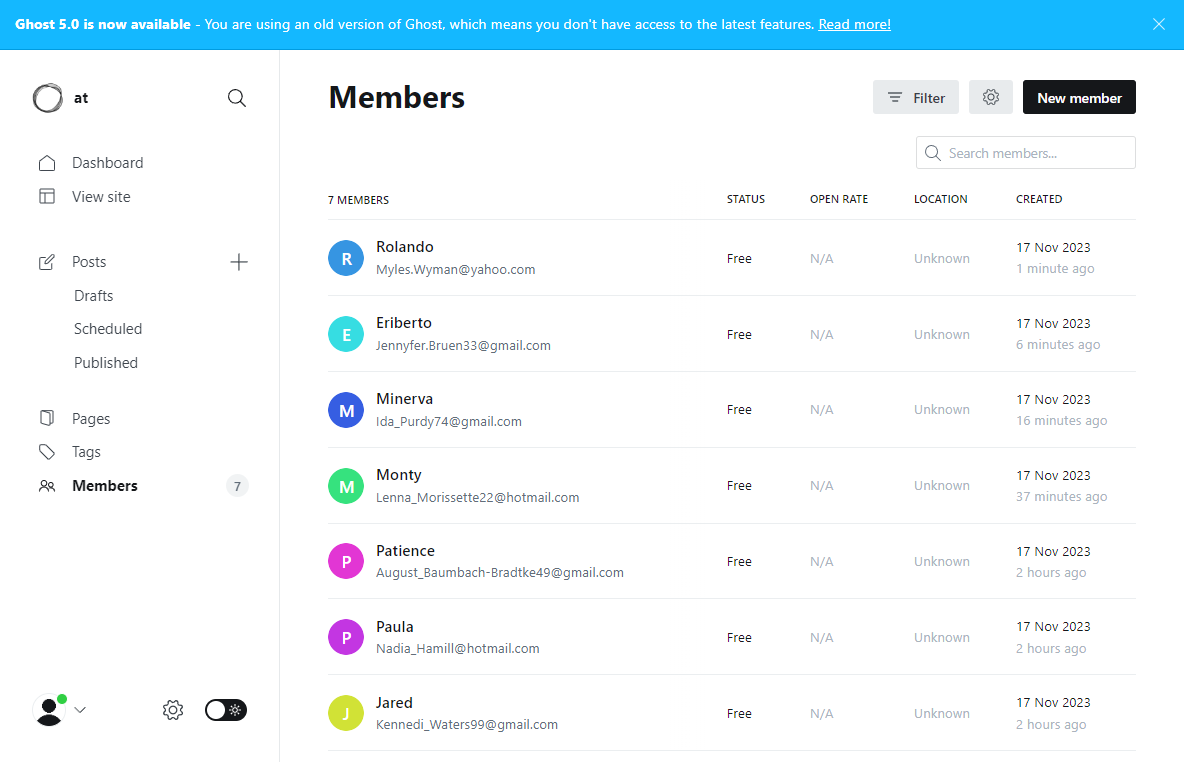 Ghost 5.0 is now available - You are using an old version of Ghost, which means you don't have access to the latest features. Read more!
at
Dashboard
View site
Posts
Drafts
Scheduled
Published
Pages
Tags
Members 7
Members
Filter
New member
Search members...
7 MEMBERS STATUS OPEN RATE LOCATION CREATED
R Rolando
Myles.Wyman@yahoo.com
Free N/A Unknown
17 Nov 2023
1 minute ago
E Eriberto
Jennyfer.Bruen33@gmail.com
Free N/A Unknown
17 Nov 2023
6 minutes ago
M Minerva
Ida_Purdy74@gmail.com
Free N/A Unknown
17 Nov 2023
16 minutes ago
M Monty
Lenna_Morissette22@hotmail.com
Free N/A Unknown
17 Nov 2023
37 minutes ago
P Patience
August_Baumbach-Bradtke49@gmail.com
Free N/A Unknown
17 Nov 2023
2 hours ago
P Paula
Nadia_Hamill@hotmail.com
Free N/A Unknown
17 Nov 2023
2 hours ago
J Jared
Kennedi_Waters99@gmail.com
Free N/A Unknown
17 Nov 2023
2 hours ago